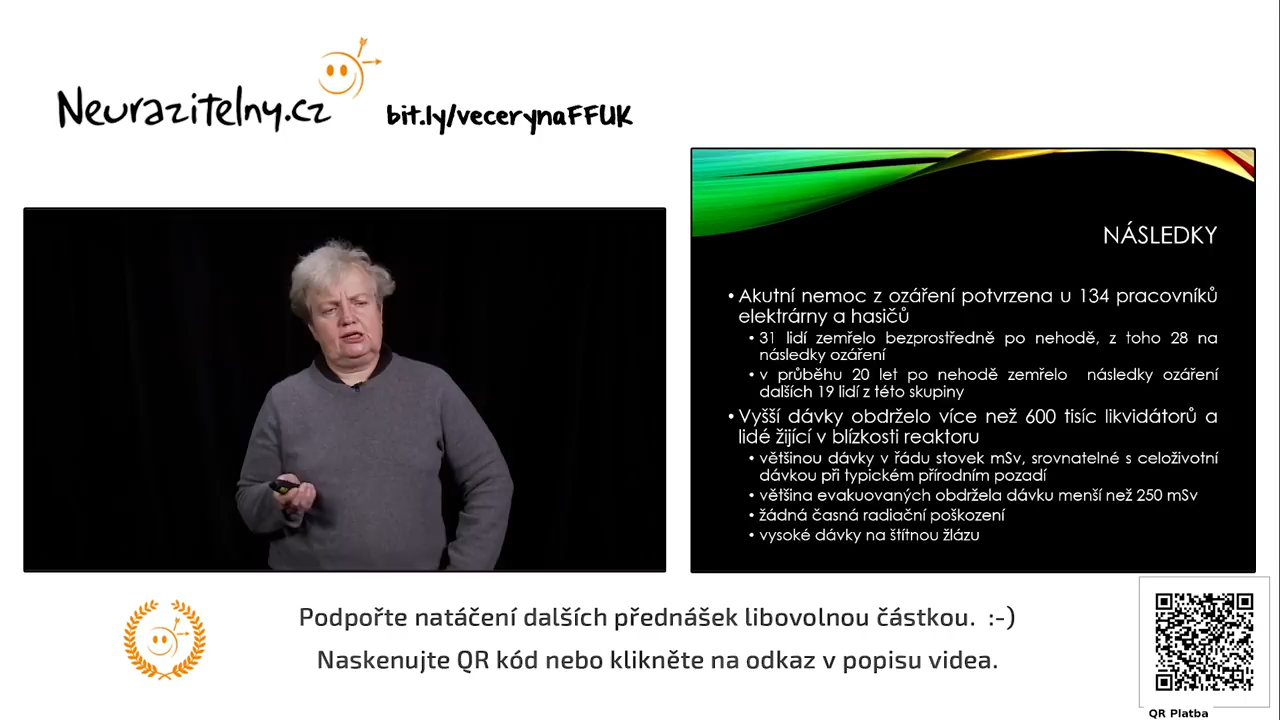 Neurazitelny.cz
bit.ly/vecerynaFFUK
NÁSLEDKY
• Akutní nemoc z ozáření potvrzena u 134 pracovníků
elektrárny a hasičů
• 31 lidí zemřelo bezprostředně po nehodě, z toho 28 na
následky ozáření
• v průběhu 20 let po nehodě zemřelo následky ozáření
dalších 19 lidí z této skupiny
• Vyšší dávky obdrželo více než 600 tisíc likvidátorů a
lidé žijící v blízkosti reaktoru
• většinou dávky v řádu stovek mSv, srovnatelné s celoživotní
dávkou při typickém přírodním pozadí
• většina evakuovaných obdržela dávku menší než 250 mSv
• žádná časná radiační poškození
• vysoké dávky na štítnou žlázu
Podpořte natáčení dalších přednášek libovolnou částkou. :-)
Naskenujte QR kód nebo klikněte na odkaz v popisu videa.
QR Platba